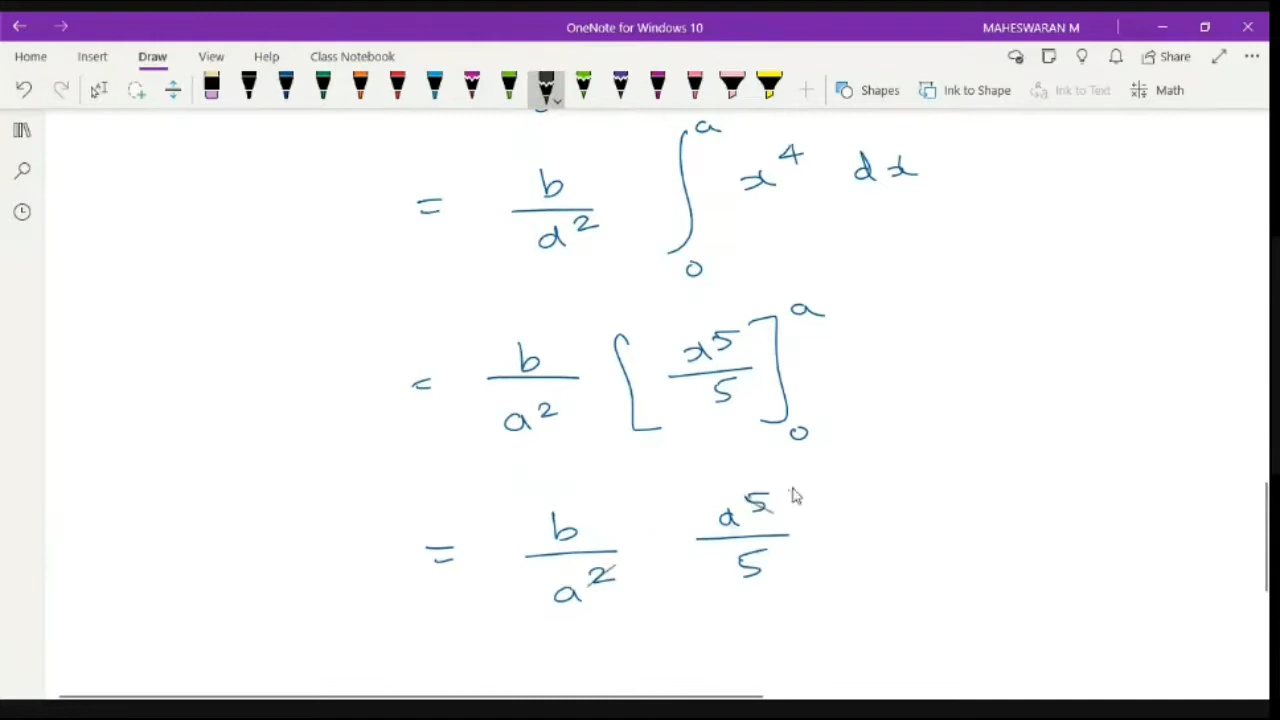 OneNote for Windows 10
MAHESWARAN M
Home Insert Draw View Help Class Notebook
Share
Shapes Ink to Shape Ink to Text Math
= b/a² ∫₀ᵃ x⁴ dx
= b/a² [x⁵/5]₀ᵃ
= b/a² a⁵/5